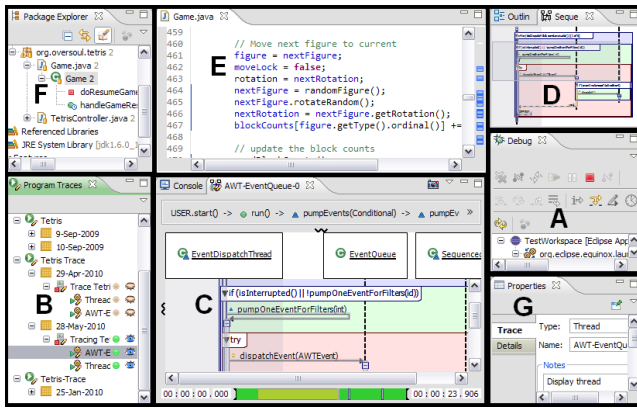 Package Explorer
org.oversoul.tetris 2
Game.java 2
Game 2
doResumeGam
handleGameRes
TetrisController.java 2
Referenced Libraries
JRE System Library [jdk1.6.0_1
F
Game.java
459
460 // Move next figure to current
461 figure = nextFigure;
462 moveLock = false;
463 rotation = nextRotation;
464 nextFigure = randomFigure();
465 nextFigure.rotateRandom();
466 nextRotation = nextFigure.getRotation();
467 blockCounts[figure.getType().ordinal()] +=
468
469 // update the block counts
E
Outlin
Seque
D
Debug
A
TestWorkspace [Eclipse App
org.eclipse.equinox.lau
Program Traces
Tetris
9-Sep-2009
10-Sep-2009
Tetris Trace
29-Apr-2010
Trace Tetri
Thread
AWT-E
28-May-2010
Tracing Te
AWT-E
Threac
Tetris-Trace
25-Jan-2010
B
Console
AWT-EventQueue-0
USER.start() -> run() -> pumpEvents(Conditional) -> pumpEv »
EventDispatchThread
EventQueue
Sequence
if (isInterrupted() || !pumpOneEventForFilters(id))
pumpOneEventForFilters(int)
try
dispatchEvent(AWTEvent)
C
00:00:00.000
00:00:23.906
Properties
G
Trace
Details
Type: Thread
Name: AWT-EventQu
Notes
Display thread